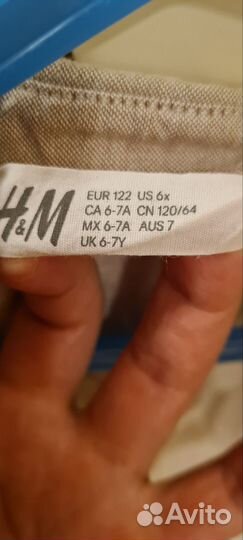 H&M
EUR 122 US 6x
CA 6-7A CN 120/64
MX 6-7A AUS 7
UK 6-7Y
Avito